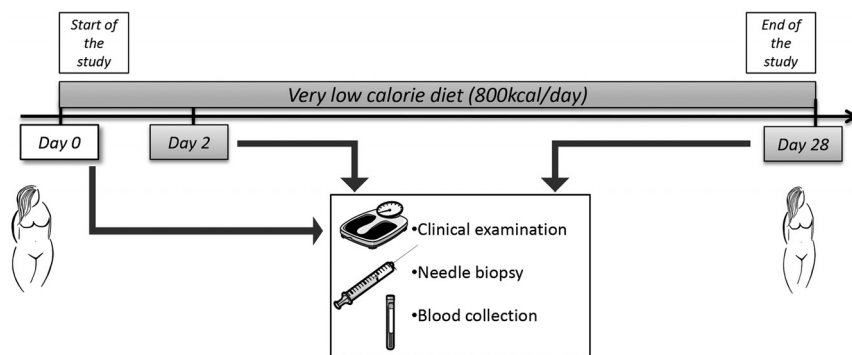 Start of
the
study
End of
the
study
Very low calorie diet (800kcal/day)
Day 0
Day 2
Day 28
•Clinical examination
•Needle biopsy
•Blood collection